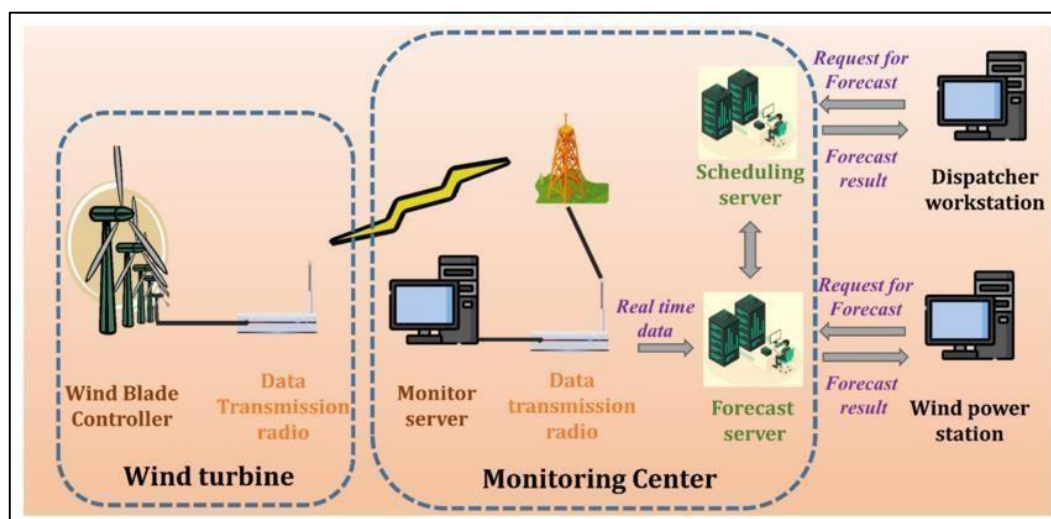 Wind Blade
Controller
Data
Transmission
radio
Wind turbine
Monitor
server
Data
transmission
radio
Real time
data
Scheduling
server
Forecast
server
Monitoring Center
Request for
Forecast
Forecast
result
Dispatcher
workstation
Request for
Forecast
Forecast
result
Wind power
station